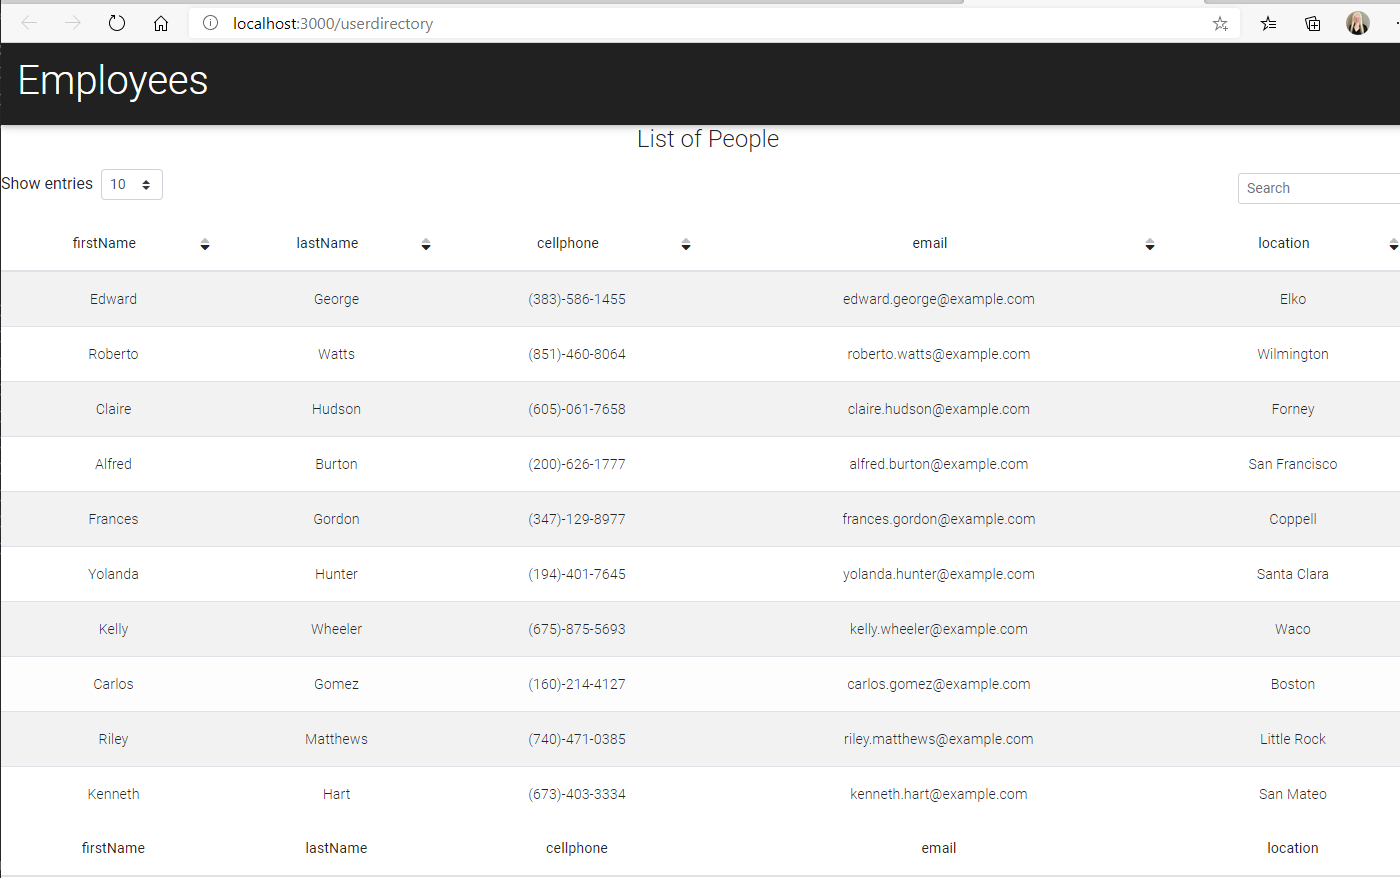 localhost:3000/userdirectory
Employees
List of People
Show entries 10
Search
firstName lastName cellphone email location
Edward George (383)-586-1455 edward.george@example.com Elko
Roberto Watts (851)-460-8064 roberto.watts@example.com Wilmington
Claire Hudson (605)-061-7658 claire.hudson@example.com Forney
Alfred Burton (200)-626-1777 alfred.burton@example.com San Francisco
Frances Gordon (347)-129-8977 frances.gordon@example.com Coppell
Yolanda Hunter (194)-401-7645 yolanda.hunter@example.com Santa Clara
Kelly Wheeler (675)-875-5693 kelly.wheeler@example.com Waco
Carlos Gomez (160)-214-4127 carlos.gomez@example.com Boston
Riley Matthews (740)-471-0385 riley.matthews@example.com Little Rock
Kenneth Hart (673)-403-3334 kenneth.hart@example.com San Mateo
firstName lastName cellphone email location